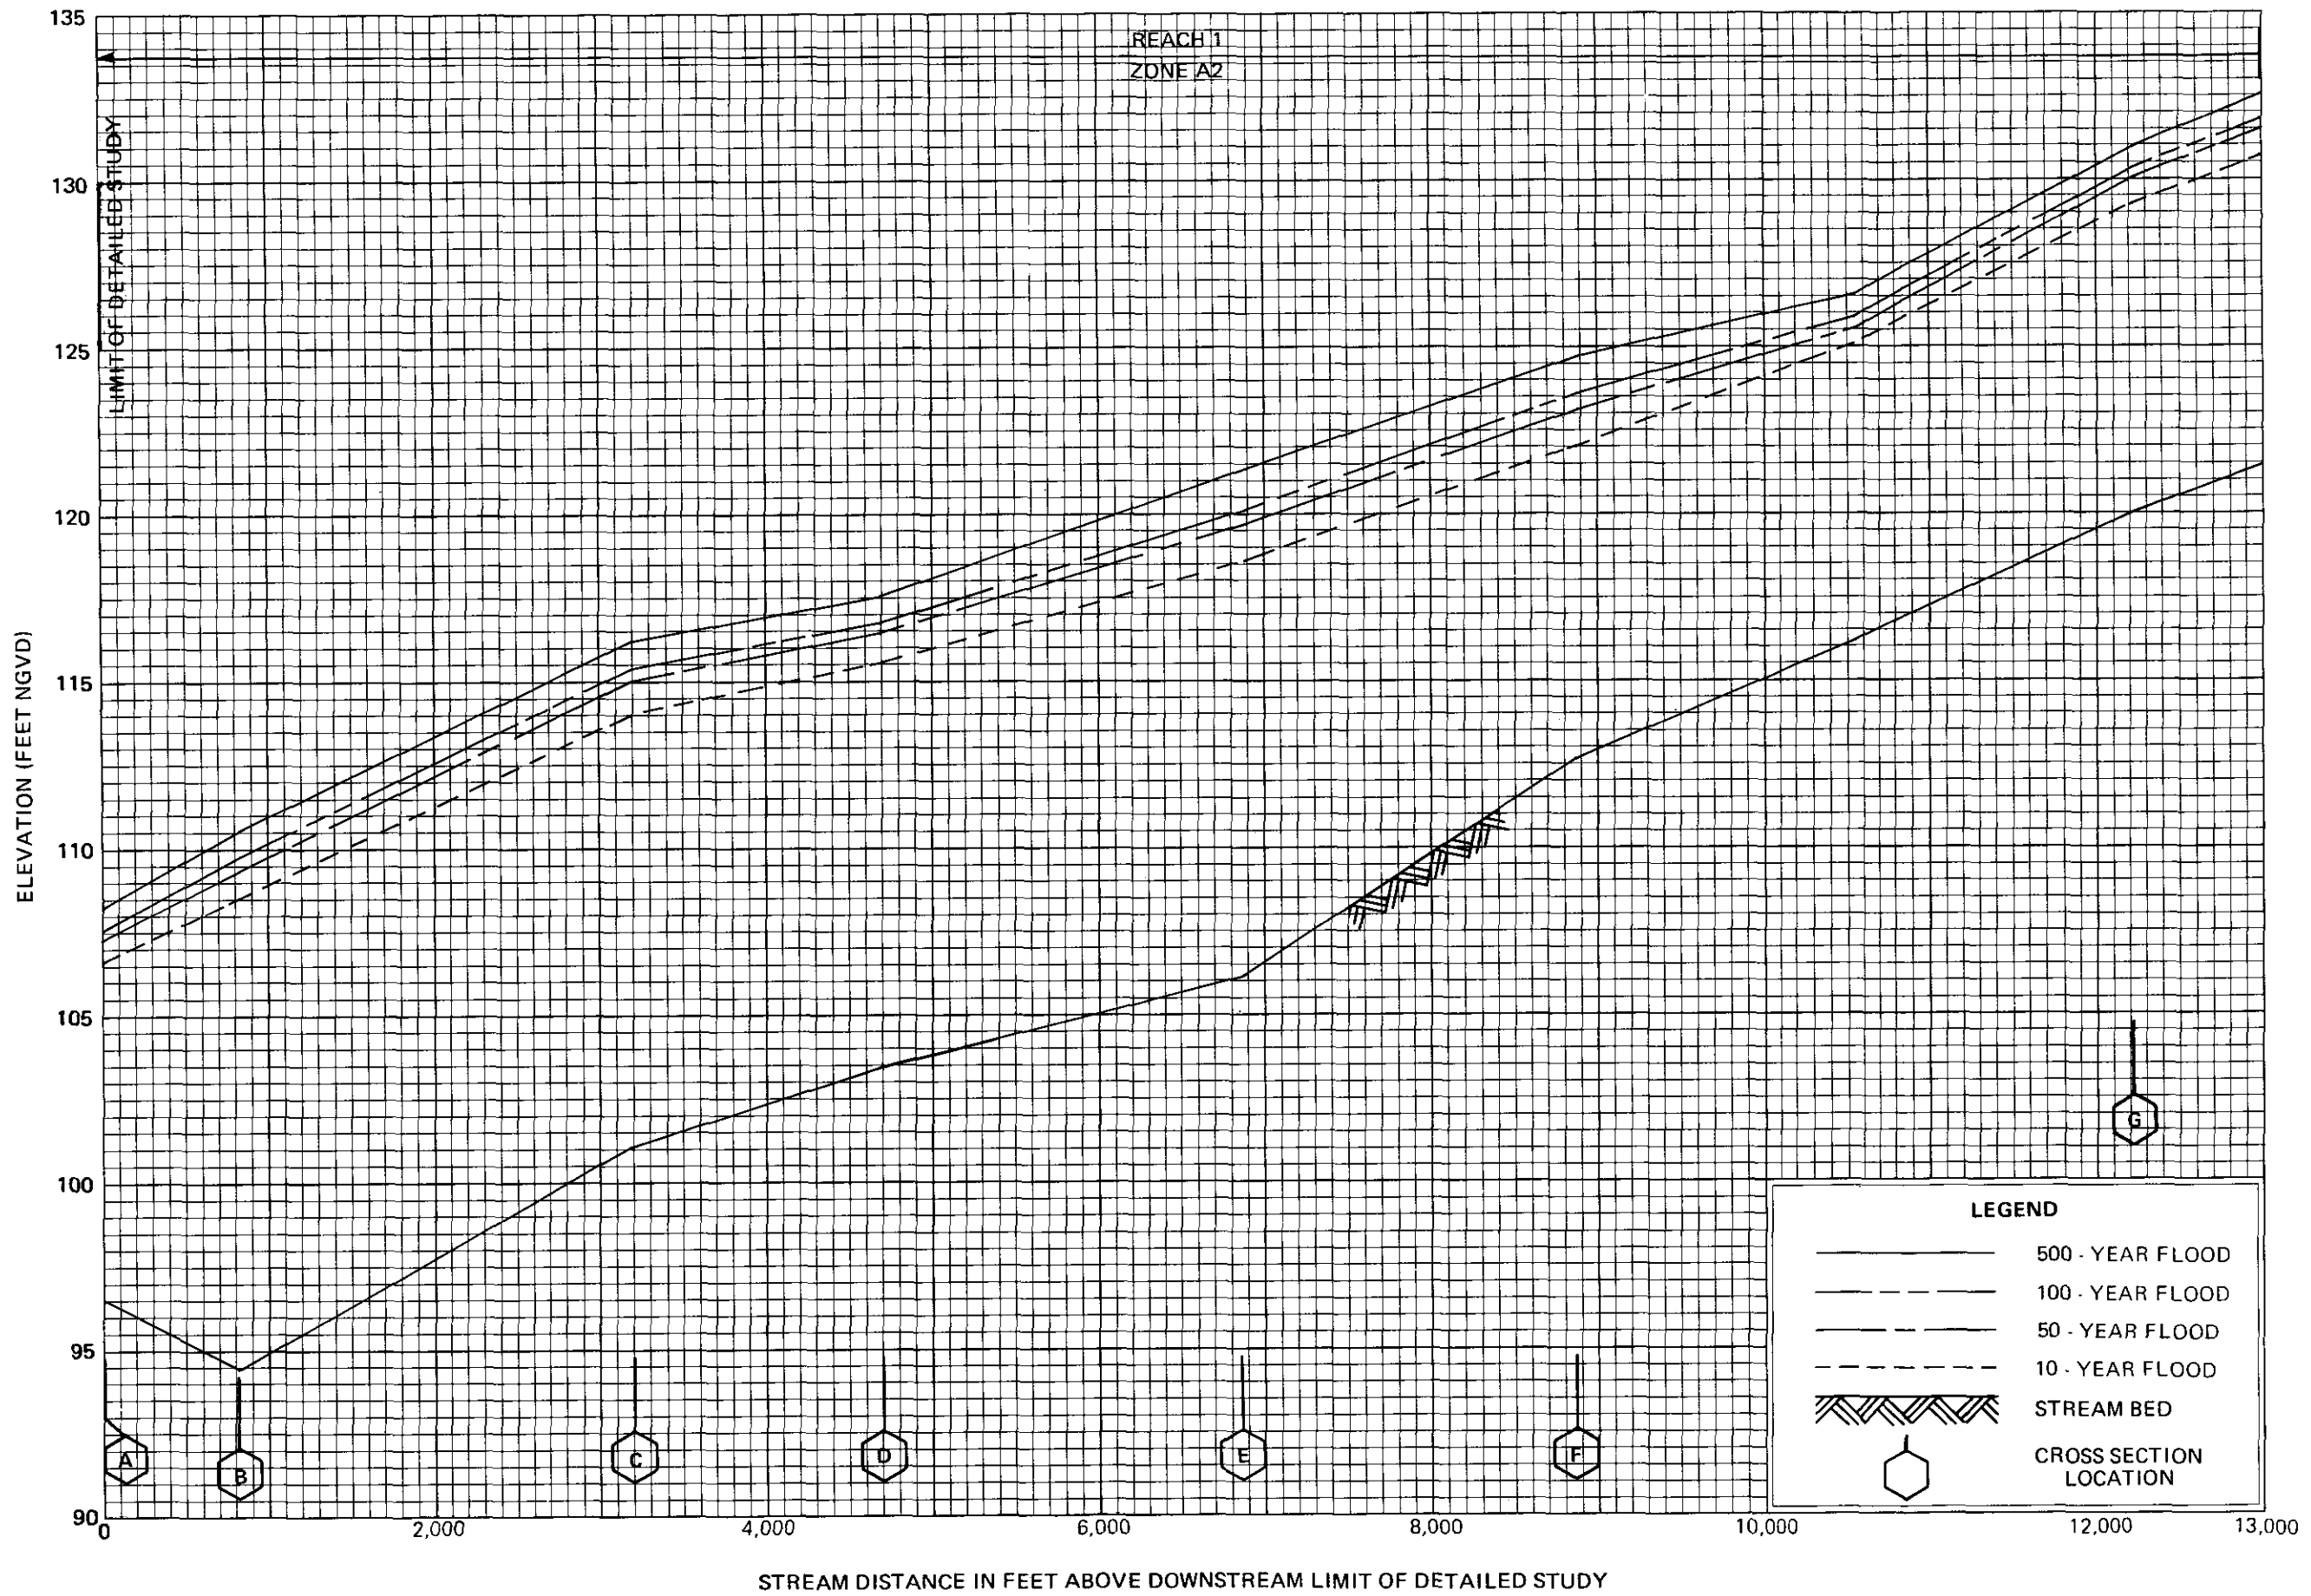 REACH 1
ZONE A2
LIMIT OF DETAILED STUDY
ELEVATION (FEET NGVD)
135
130
125
120
115
110
105
100
95
90
A
B
C
D
E
F
G
LEGEND
500 - YEAR FLOOD
100 - YEAR FLOOD
50 - YEAR FLOOD
10 - YEAR FLOOD
STREAM BED
CROSS SECTION
LOCATION
0
2,000
4,000
6,000
8,000
10,000
12,000
13,000
STREAM DISTANCE IN FEET ABOVE DOWNSTREAM LIMIT OF DETAILED STUDY